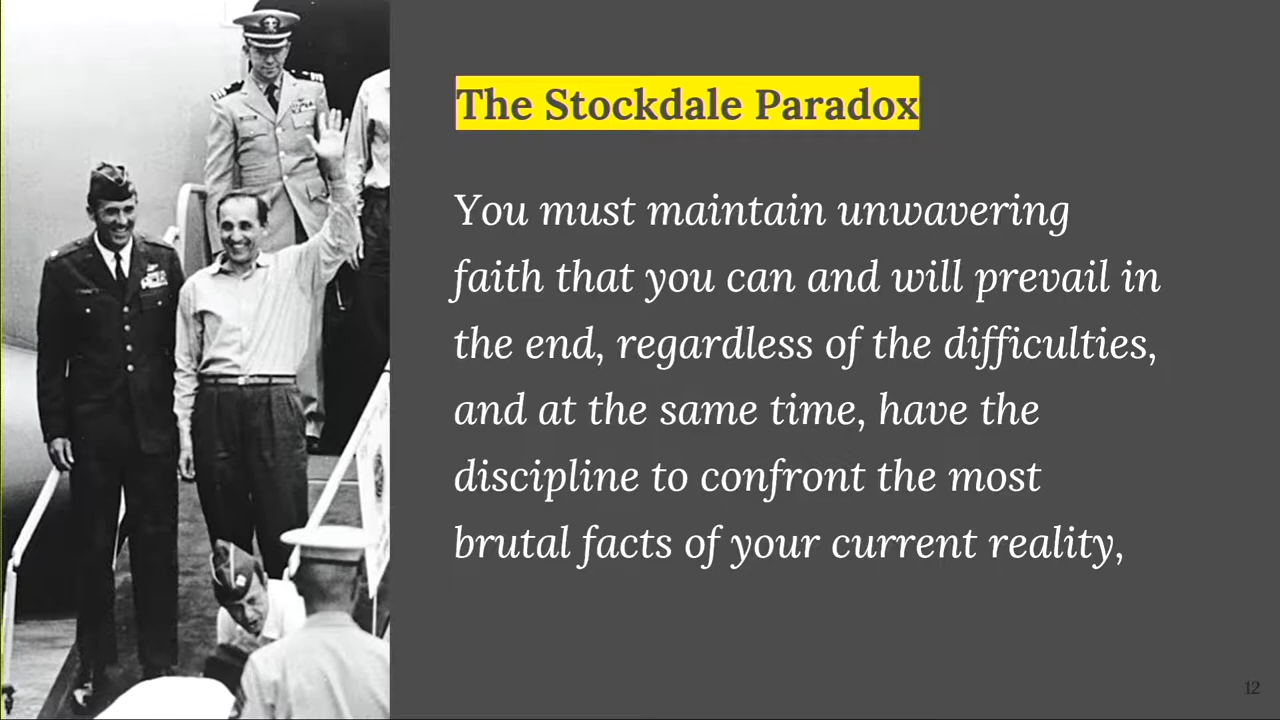 The Stockdale Paradox
You must maintain unwavering
faith that you can and will prevail in
the end, regardless of the difficulties,
and at the same time, have the
discipline to confront the most
brutal facts of your current reality,
12